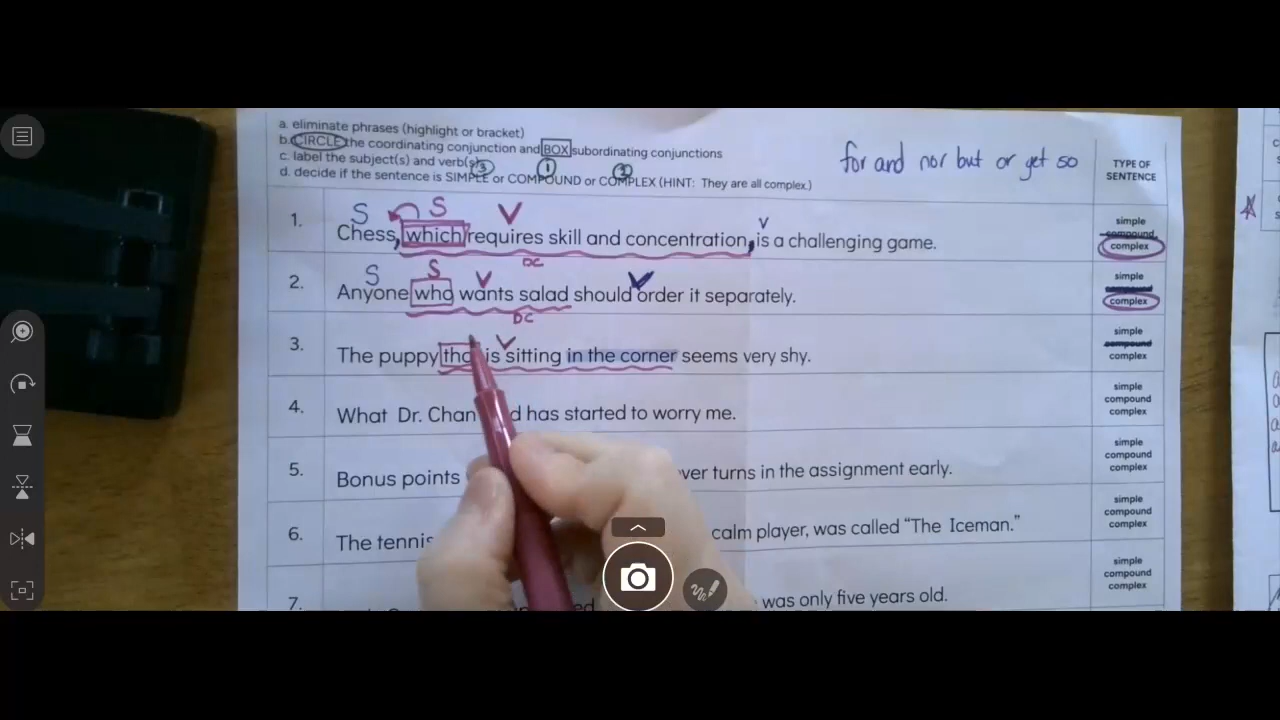 a. eliminate phrases (highlight or bracket)
b. CIRCLE the coordinating conjunction and BOX subordinating conjunctions
c. label the subject(s) and verb(s)
3 1 2
d. decide if the sentence is SIMPLE or COMPOUND or COMPLEX (HINT: They are all complex.)
for and nor but or yet so
TYPE OF
SENTENCE
S S V V
1. Chess, which requires skill and concentration, is a challenging game.
DC
simple
compound
complex
S S V V
2. Anyone who wants salad should order it separately.
DC
simple
complex
V
3. The puppy is sitting in the corner seems very shy.
simple
compound
complex
4. What Dr. Chan has started to worry me.
simple
compound
complex
5. Bonus points turns in the assignment early.
simple
compound
complex
6. The calm player, was called “The Iceman.”
simple
compound
complex
7. was only five years old.
simple
compound
complex